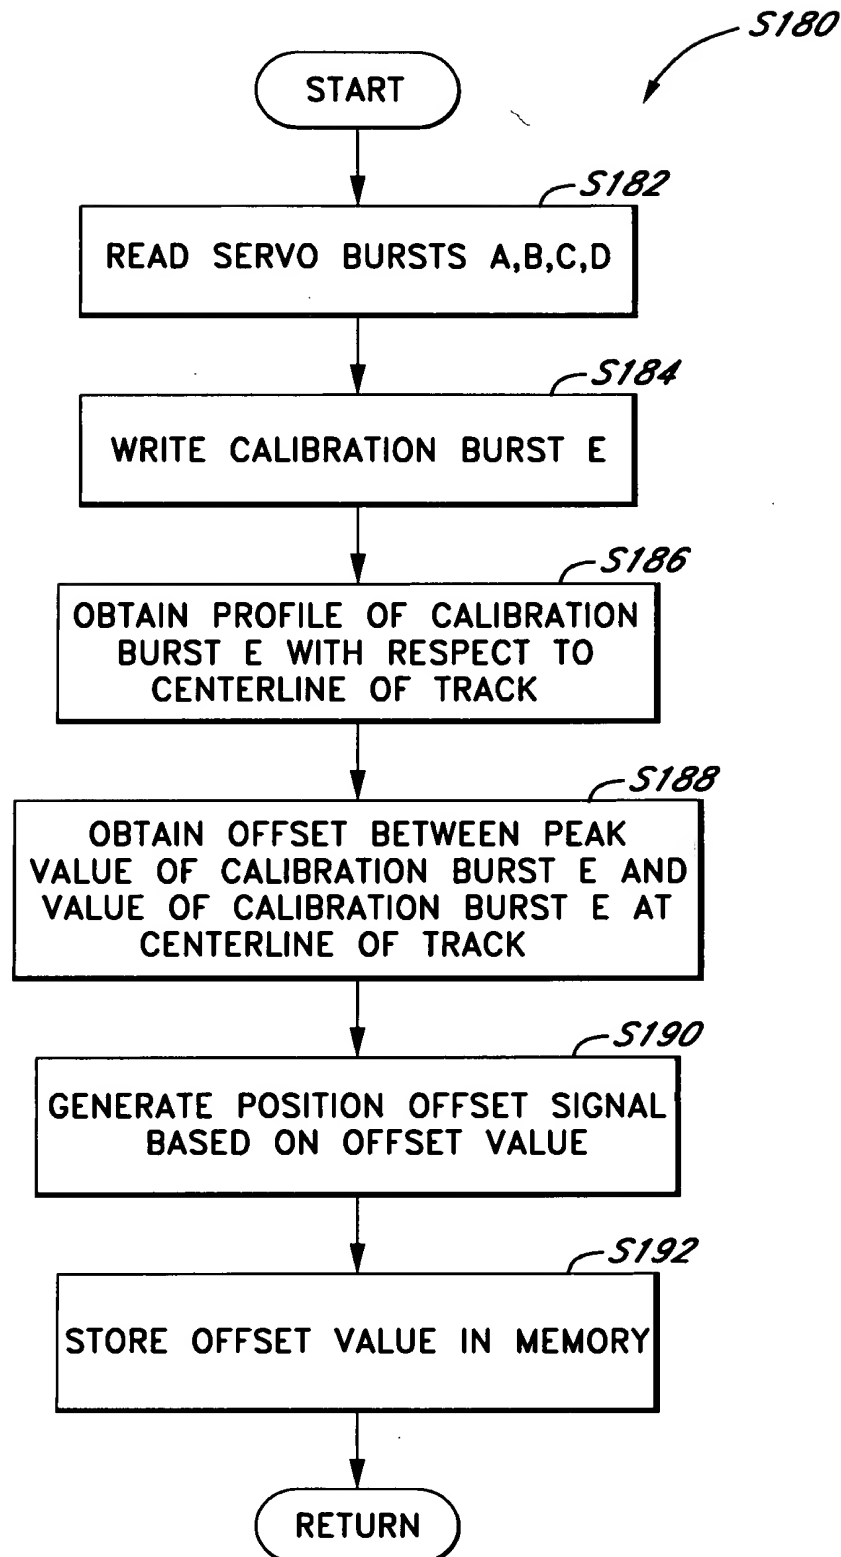 S180
START
S182
READ SERVO BURSTS A,B,C,D
S184
WRITE CALIBRATION BURST E
S186
OBTAIN PROFILE OF CALIBRATION
BURST E WITH RESPECT TO
CENTERLINE OF TRACK
S188
OBTAIN OFFSET BETWEEN PEAK
VALUE OF CALIBRATION BURST E AND
VALUE OF CALIBRATION BURST E AT
CENTERLINE OF TRACK
S190
GENERATE POSITION OFFSET SIGNAL
BASED ON OFFSET VALUE
S192
STORE OFFSET VALUE IN MEMORY
RETURN